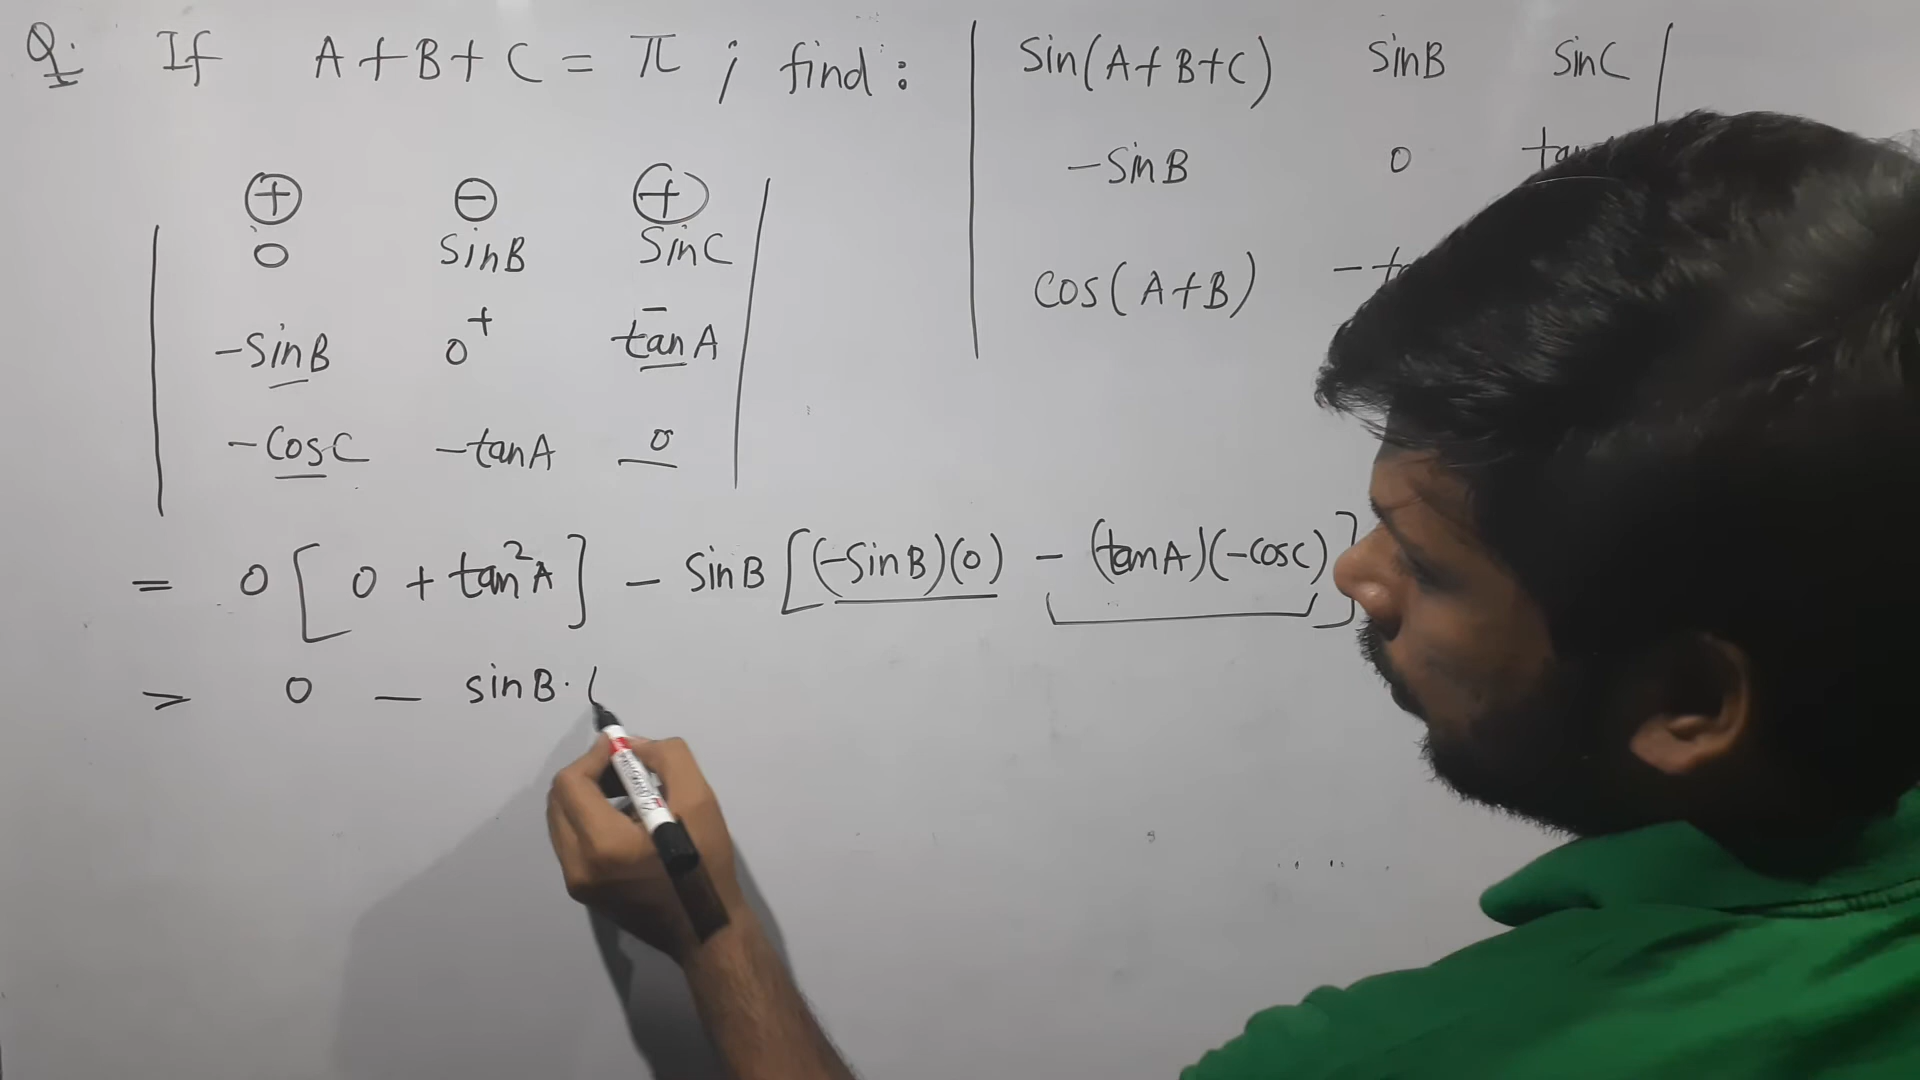 Q. If A+B+C = π ; find :
| sin(A+B+C) sinB sinC |
-sinB 0
cos(A+B)
⊕ ⊖ ⊕
| 0 sinB sinC |
+ -
-sinB 0 tanA
-cosC -tanA 0
= 0 [ 0 + tan²A ] - sinB [ (-sinB)(0) - (tanA)(-cosC) ]
= 0 - sinB. (